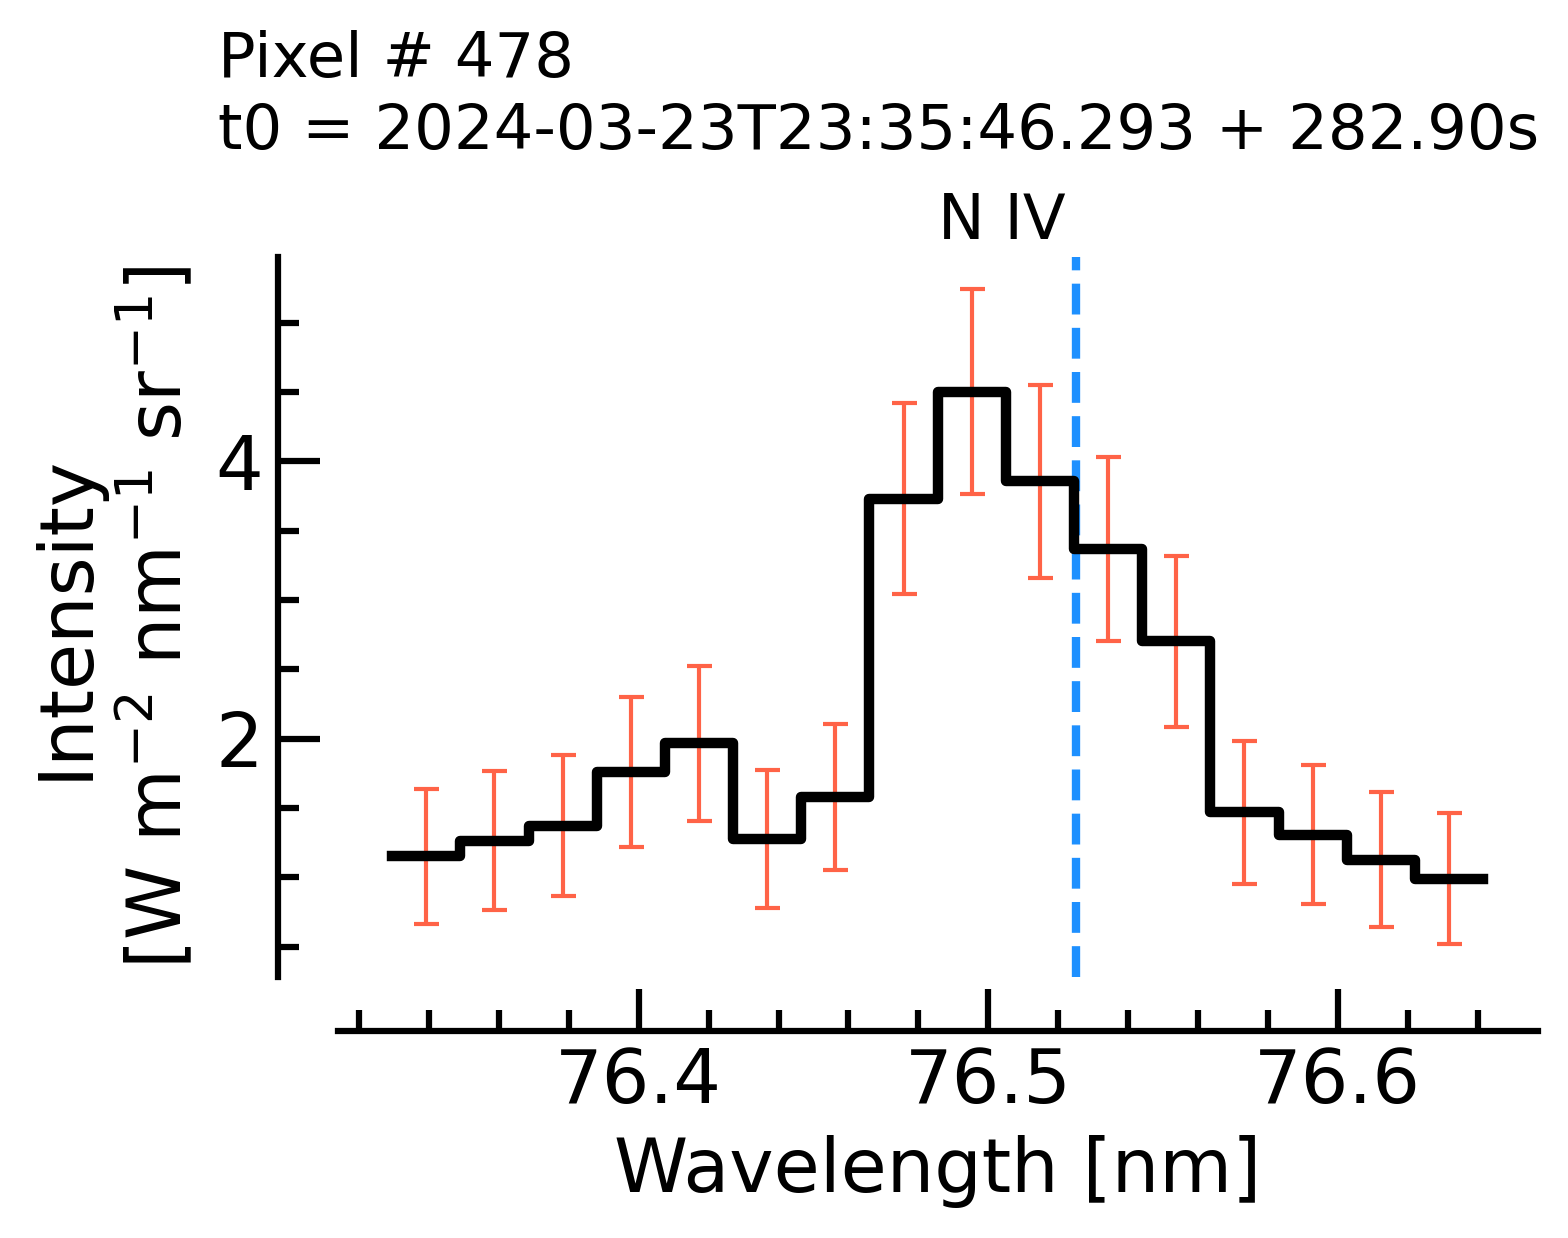 Pixel # 478
t0 = 2024-03-23T23:35:46.293 + 282.90s
N IV
Intensity
[W m⁻² nm⁻¹ sr⁻¹]
4
2
76.4 76.5 76.6
Wavelength [nm]